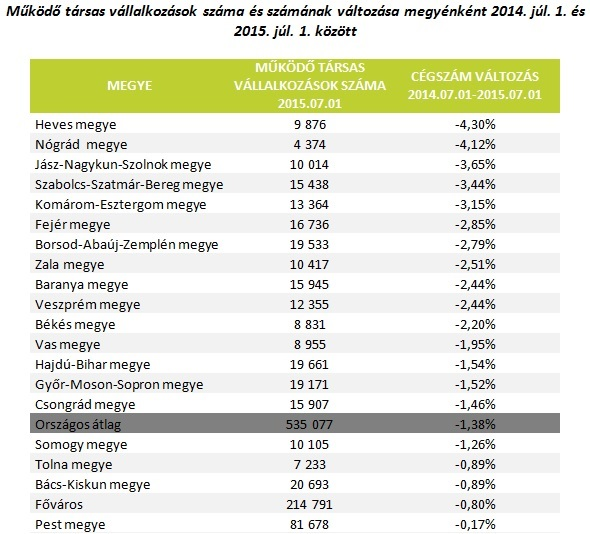 Működő társas vállalkozások száma és számának változása megyénként 2014. júl. 1. és
2015. júl. 1. között
MEGYE MŰKÖDŐ TÁRSAS VÁLLALKOZÁSOK SZÁMA 2015.07.01 CÉGSZÁM VÁLTOZÁS 2014.07.01-2015.07.01
Heves megye 9 876 -4,30%
Nógrád megye 4 374 -4,12%
Jász-Nagykun-Szolnok megye 10 014 -3,65%
Szabolcs-Szatmár-Bereg megye 15 438 -3,44%
Komárom-Esztergom megye 13 364 -3,15%
Fejér megye 16 736 -2,85%
Borsod-Abaúj-Zemplén megye 19 533 -2,79%
Zala megye 10 417 -2,51%
Baranya megye 15 945 -2,44%
Veszprém megye 12 355 -2,44%
Békés megye 8 831 -2,20%
Vas megye 8 955 -1,95%
Hajdú-Bihar megye 19 661 -1,54%
Győr-Moson-Sopron megye 19 171 -1,52%
Csongrád megye 15 907 -1,46%
Országos átlag 535 077 -1,38%
Somogy megye 10 105 -1,26%
Tolna megye 7 233 -0,89%
Bács-Kiskun megye 20 693 -0,89%
Főváros 214 791 -0,80%
Pest megye 81 678 -0,17%